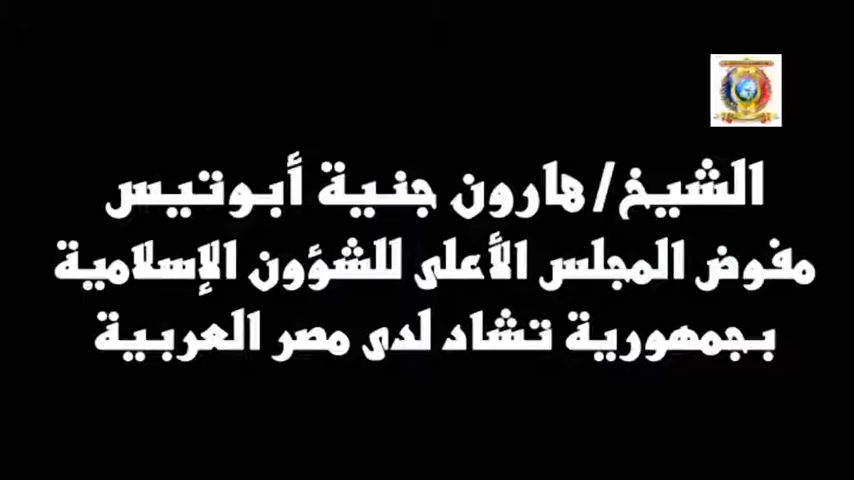 الشيخ/هارون جنية أبوتيس
مفوض المجلس الأعلى للشؤون الإسلامية
بجمهورية تشاد لدى مصر العربية